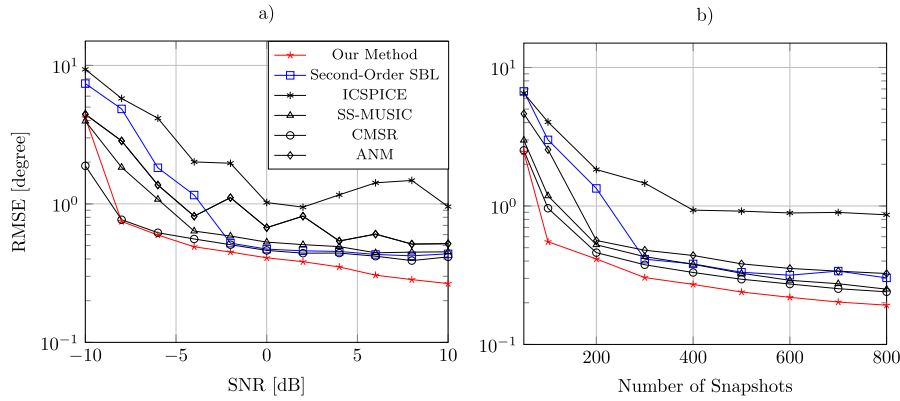 a)
10^1
10^0
10^−1
RMSE [degree]
Our Method
Second-Order SBL
ICSPICE
SS-MUSIC
CMSR
ANM
−10 −5 0 5 10
SNR [dB]
b)
10^1
10^0
10^−1
200 400 600 800
Number of Snapshots